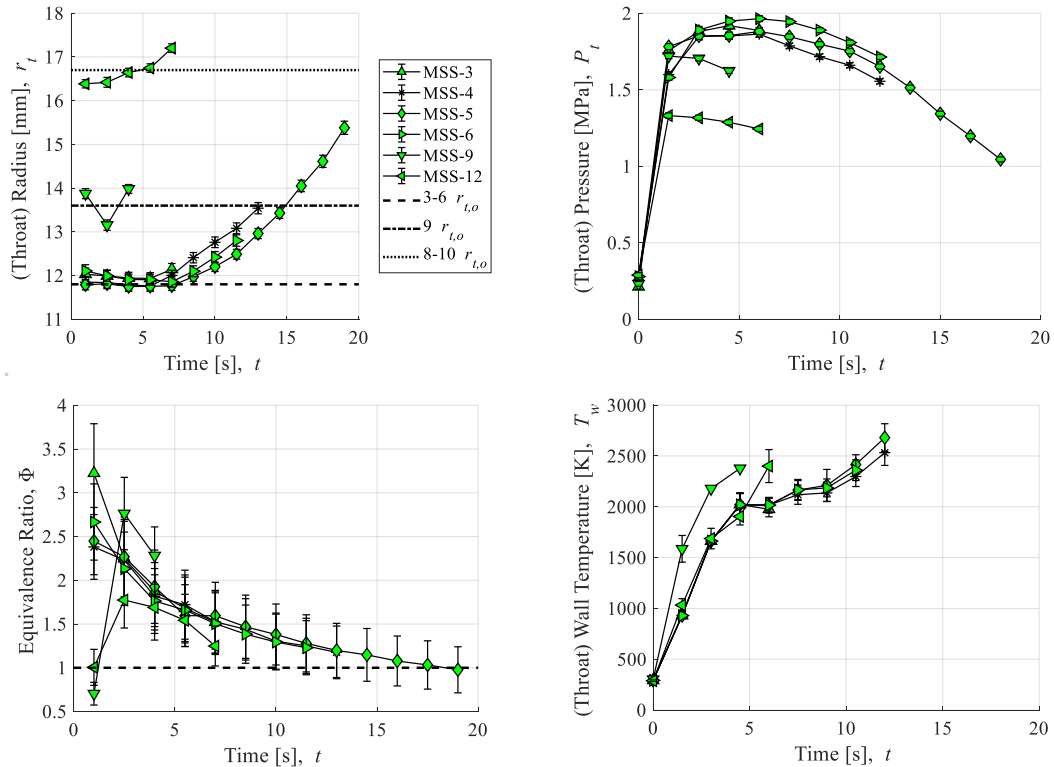 18
17
16
15
14
13
12
11
0
5
10
15
20
(Throat) Radius [mm], r_t
Time [s], t
MSS-3
MSS-4
MSS-5
MSS-6
MSS-9
MSS-12
3-6 r_{t,o}
9 r_{t,o}
8-10 r_{t,o}
2
1.5
1
0.5
0
0
5
10
15
20
(Throat) Pressure [MPa], P_t
Time [s], t
4
3.5
3
2.5
2
1.5
1
0.5
0
5
10
15
20
Equivalence Ratio, Φ
Time [s], t
3000
2500
2000
1500
1000
500
0
0
5
10
15
20
(Throat) Wall Temperature [K], T_w
Time [s], t